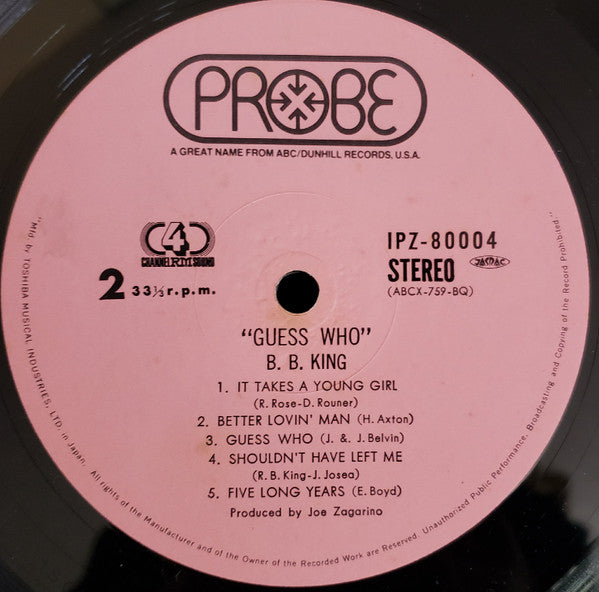 PROBE
A GREAT NAME FROM ABC/DUNHILL RECORDS, U.S.A.
4
CHANNEL RM SOUND
2 33⅓ r.p.m.
IPZ-80004
STEREO JASRAC
(ABCX-759-BQ)
"GUESS WHO"
B. B. KING
1. IT TAKES A YOUNG GIRL
(R. Rose-D. Rouner)
2. BETTER LOVIN' MAN (H. Axton)
3. GUESS WHO (J. & J. Belvin)
4. SHOULDN'T HAVE LEFT ME
(R. B. King-J. Josea)
5. FIVE LONG YEARS (E. Boyd)
Produced by Joe Zagarino
"Mfd. by TOSHIBA MUSICAL INDUSTRIES, LTD. in Japan. All rights of the Manufacturer and of the Owner of the Recorded Work are Reserved. Unauthorized Public Performance, Broadcasting and Copying of the Record Prohibited."